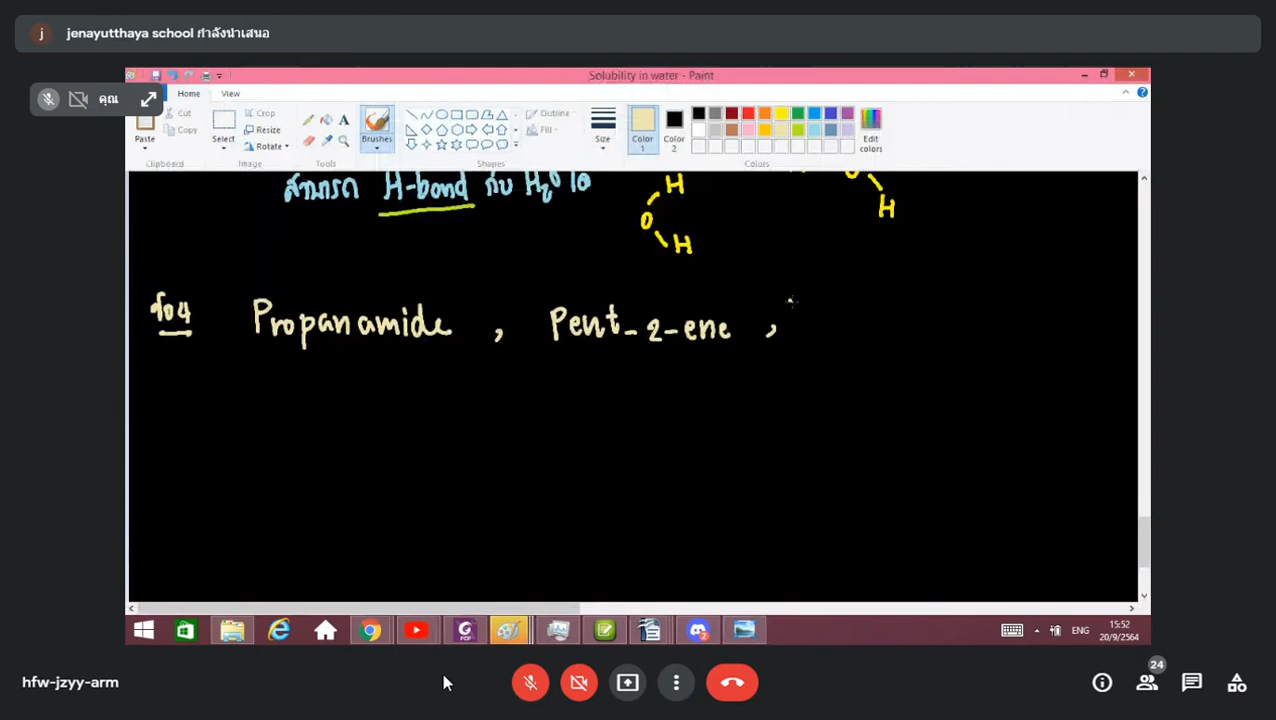 jenayutthaya school กำลังนำเสนอ
Solubility in water - Paint
คุณ
Home View
Cut
Copy
Paste
Select
Crop
Resize
Rotate
Brushes
Outline
Fill
Size
Color 1
Color 2
Edit colors
Clipboard Image Tools Shapes Colors
สามารถ H-bond กับ H2O ได้
H
O
H
O
H
ข้อ4 Propanamide , Pent-2-ene ,
PDF
2
ENG
15:52
20/9/2564
hfw-jzyy-arm
24